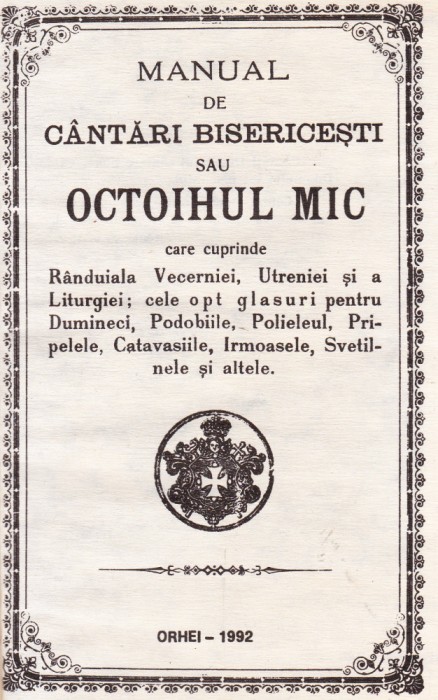 MANUAL
DE
CÂNTĂRI BISERICEȘTI
SAU
OCTOIHUL MIC
care cuprinde
Rânduiala Vecerniei, Utreniei și a
Liturgiei; cele opt glasuri pentru
Dumineci, Podobiile, Polieleul, Pri-
pelele, Catavasiile, Irmoasele, Svetil-
nele și altele.
ORHEI – 1992